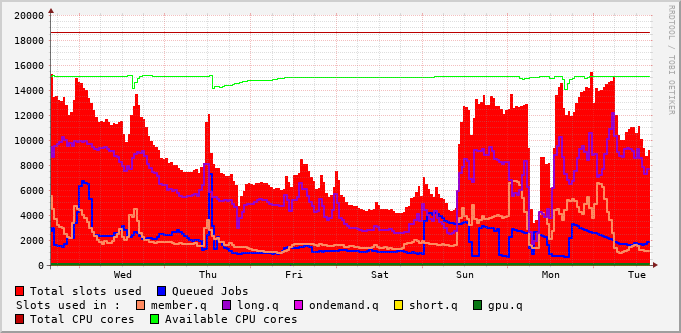 20000
18000
16000
14000
12000
10000
8000
6000
4000
2000
0
Wed Thu Fri Sat Sun Mon Tue
RRDTOOL / TOBI OETIKER
Total slots used Queued Jobs
Slots used in : member.q long.q ondemand.q short.q gpu.q
Total CPU cores Available CPU cores